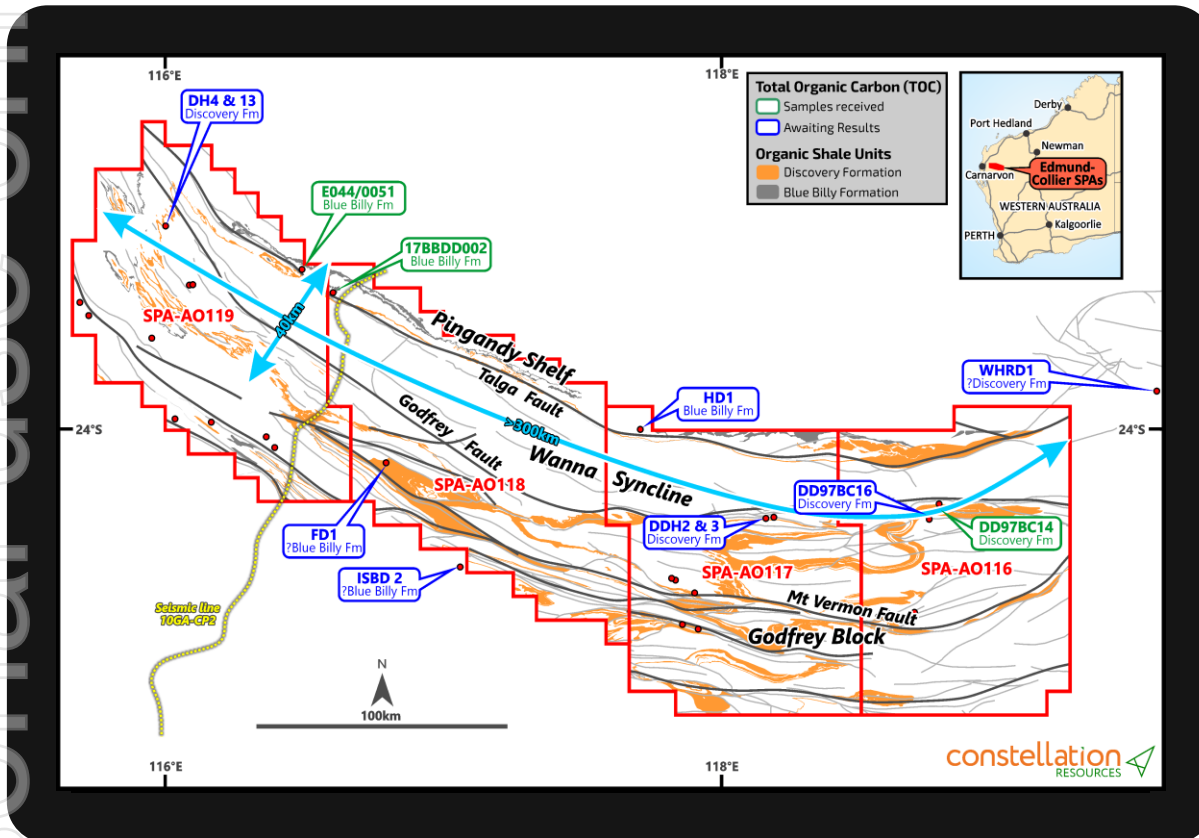 116°E
118°E
DH4 & 13
Discovery Fm
E044/0051
Blue Billy Fm
17BBDD002
Blue Billy Fm
Total Organic Carbon (TOC)
Samples received
Awaiting Results
Organic Shale Units
Discovery Formation
Blue Billy Formation
Derby
Port Hedland
Newman
Carnarvon
Edmund-
Collier SPAs
WESTERN AUSTRALIA
Kalgoorlie
PERTH
SPA-AO119
40km
Pingandy Shelf
Talga Fault
Godfrey Fault
>300km
Wanna Syncline
WHRD1
?Discovery Fm
HD1
Blue Billy Fm
24°S
24°S
SPA-AO118
DD97BC16
Discovery Fm
DDH2 & 3
Discovery Fm
DD97BC14
Discovery Fm
FD1
?Blue Billy Fm
ISBD 2
?Blue Billy Fm
SPA-AO117
SPA-AO116
Mt Vernon Fault
Godfrey Block
Seismic line
10GA-CP2
N
100km
116°E
118°E
constellation
RESOURCES